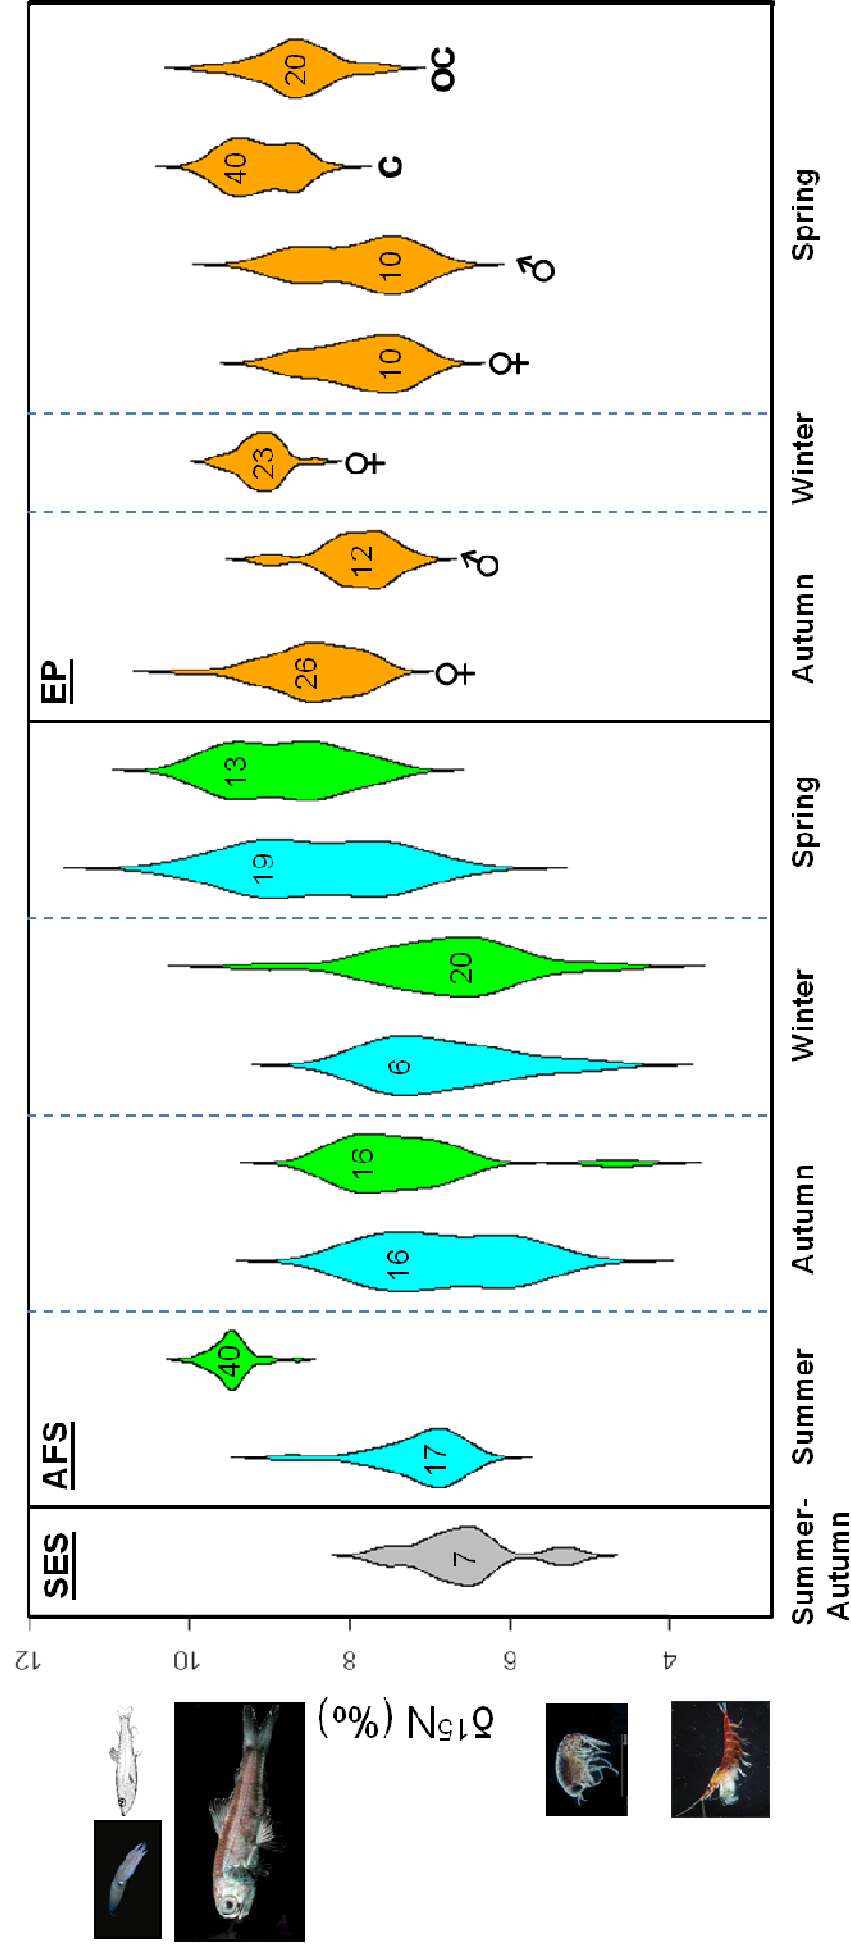 δ15N (‰)
12
10
8
6
4
SES
AFS
EP
7
17
40
16
16
6
20
19
13
26
♀
12
♂
23
♀
10
♀
10
♂
40
C
20
OC
Summer-
Autumn
Summer
Autumn
Winter
Spring
Autumn
Winter
Spring